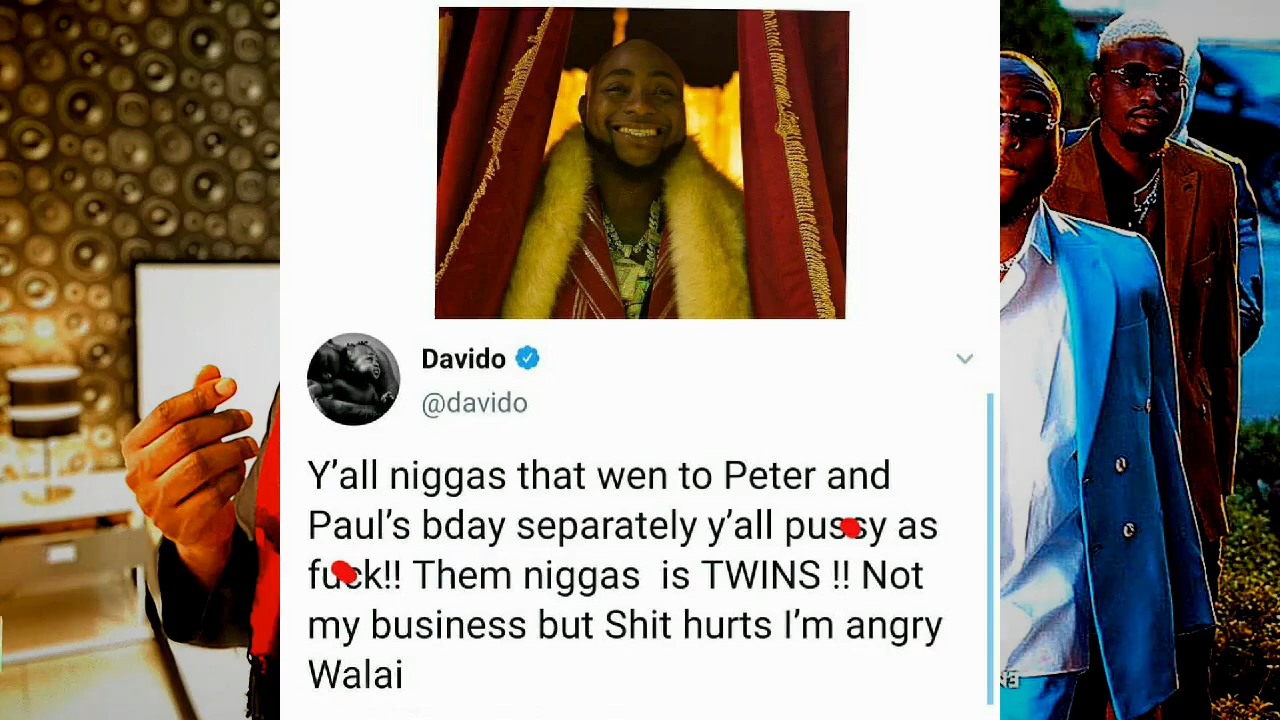 Davido
@davido
Y'all niggas that wen to Peter and
Paul's bday separately y'all pussy as
fuck!! Them niggas is TWINS !! Not
my business but Shit hurts I'm angry
Walai